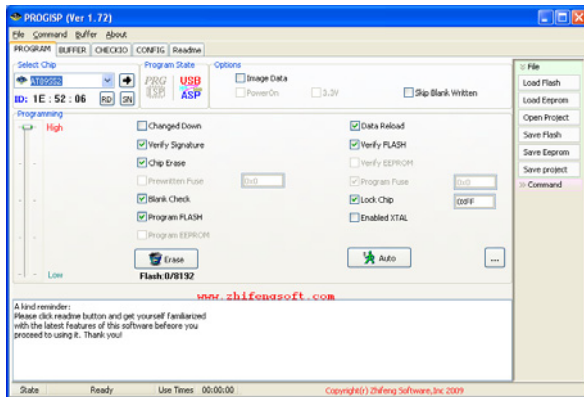 PROGISP (Ver 1.72)
File Command Buffer About
PROGRAM BUFFER CHECKIO CONFIG Readme
Select Chip Program State Options
AT89S52
PRG ISP USB ASP
Image Data
PowerOn 3.3V Skip Blank Written
ID: 1E:52:06 RD SN
Programming
High
Changed Down Data Reload
Verify Signature Verify FLASH
Chip Erase Verify EEPROM
Prewritten Fuse 0x0 Program Fuse 0x0
Blank Check Lock Chip 0XFF
Program FLASH Enabled XTAL
Program EEPROM
Erase Auto ...
Low Flash:0/8192
www.zhifengsoft.com
A kind reminder:
Please click readme button and get yourself familiarized
with the latest features of this software befeore you
proceed to using it. Thank you!
State Ready Use Times 00:00:00 Copyright(r) Zhifeng Software,Inc 2009
File
Load Flash
Load Eeprom
Open Project
Save Flash
Save Eeprom
Save project
Command